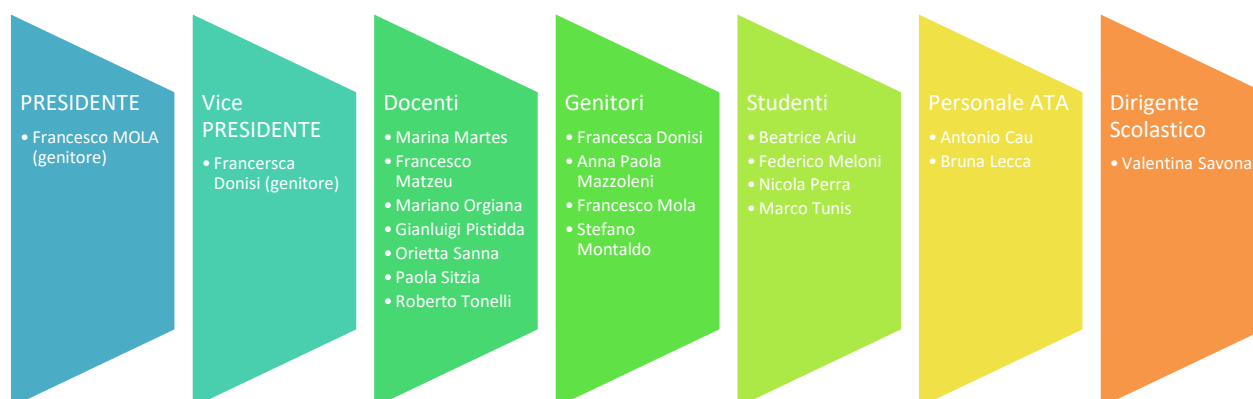 PRESIDENTE
• Francesco MOLA
(genitore)
Vice
PRESIDENTE
• Francersca
Donisi (genitore)
Docenti
• Marina Martes
• Francesco
Matzeu
• Mariano Orgiana
• Gianluigi Pistidda
• Orietta Sanna
• Paola Sitzia
• Roberto Tonelli
Genitori
• Francesca Donisi
• Anna Paola
Mazzoleni
• Francesco Mola
• Stefano
Montaldo
Studenti
• Beatrice Ariu
• Federico Meloni
• Nicola Perra
• Marco Tunis
Personale ATA
• Antonio Cau
• Bruna Lecca
Dirigente
Scolastico
• Valentina Savona